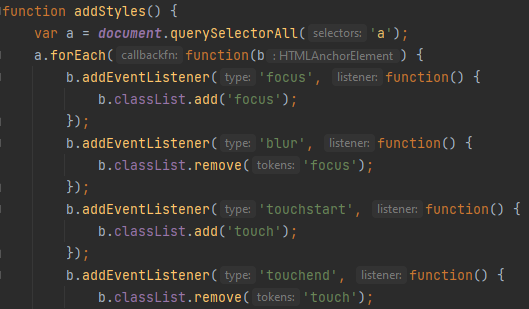 function addStyles() {
var a = document.querySelectorAll( selectors: 'a');
a.forEach( callbackfn: function(b : HTMLAnchorElement ) {
b.addEventListener( type: 'focus', listener: function() {
b.classList.add('focus');
});
b.addEventListener( type: 'blur', listener: function() {
b.classList.remove( tokens: 'focus');
});
b.addEventListener( type: 'touchstart', listener: function() {
b.classList.add('touch');
});
b.addEventListener( type: 'touchend', listener: function() {
b.classList.remove( tokens: 'touch');